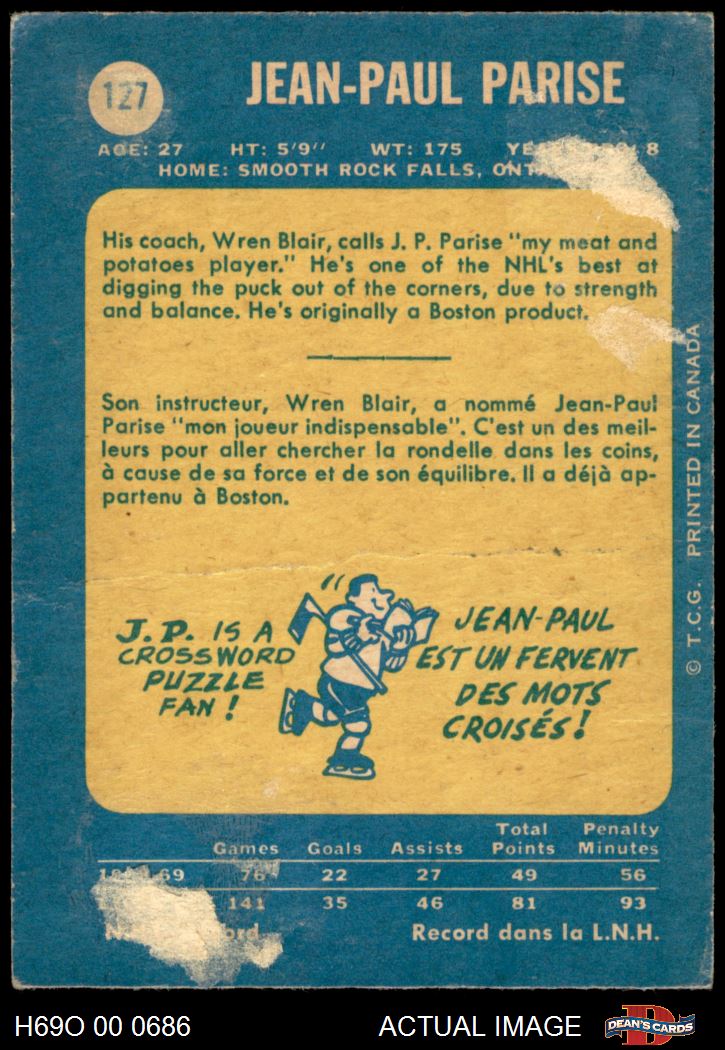 127
JEAN-PAUL PARISE
AGE: 27 HT: 5'9" WT: 175 8
HOME: SMOOTH ROCK FALLS,
His coach, Wren Blair, calls J. P. Parise "my meat and
potatoes player." He's one of the NHL's best at
digging the puck out of the corners, due to strength
and balance. He's originally a Boston product.
Son instructeur, Wren Blair, a nommé Jean-Paul
Parise "mon joueur indispensable". C'est un des meil-
leurs pour aller chercher la rondelle dans les coins,
à cause de sa force et de son équilibre. Il a déjà ap-
partenu à Boston.
J.P. IS A
CROSSWORD
PUZZLE
FAN!
JEAN-PAUL
EST UN FERVENT
DES MOTS
CROISÉS!
© T.C.G. PRINTED IN CANADA
Total Penalty
Games Goals Assists Points Minutes
69 76 22 27 49 56
141 35 46 81 93
Record dans la L.N.H.
H69O 00 0686 ACTUAL IMAGE DEAN'S CARDS